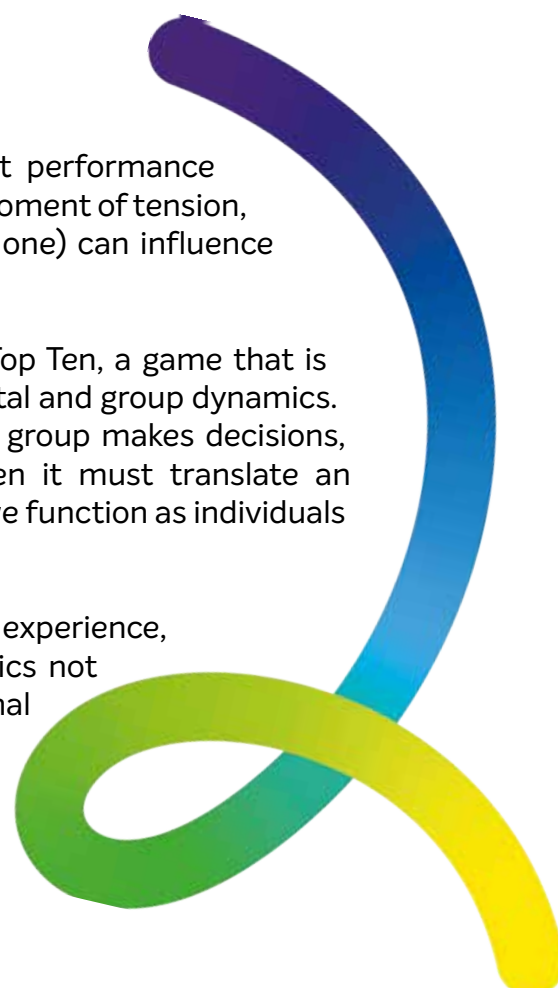 t performance
oment of tension,
one) can influence
Top Ten, a game that is
tal and group dynamics.
group makes decisions,
en it must translate an
e function as individuals
experience,
ics not
nal